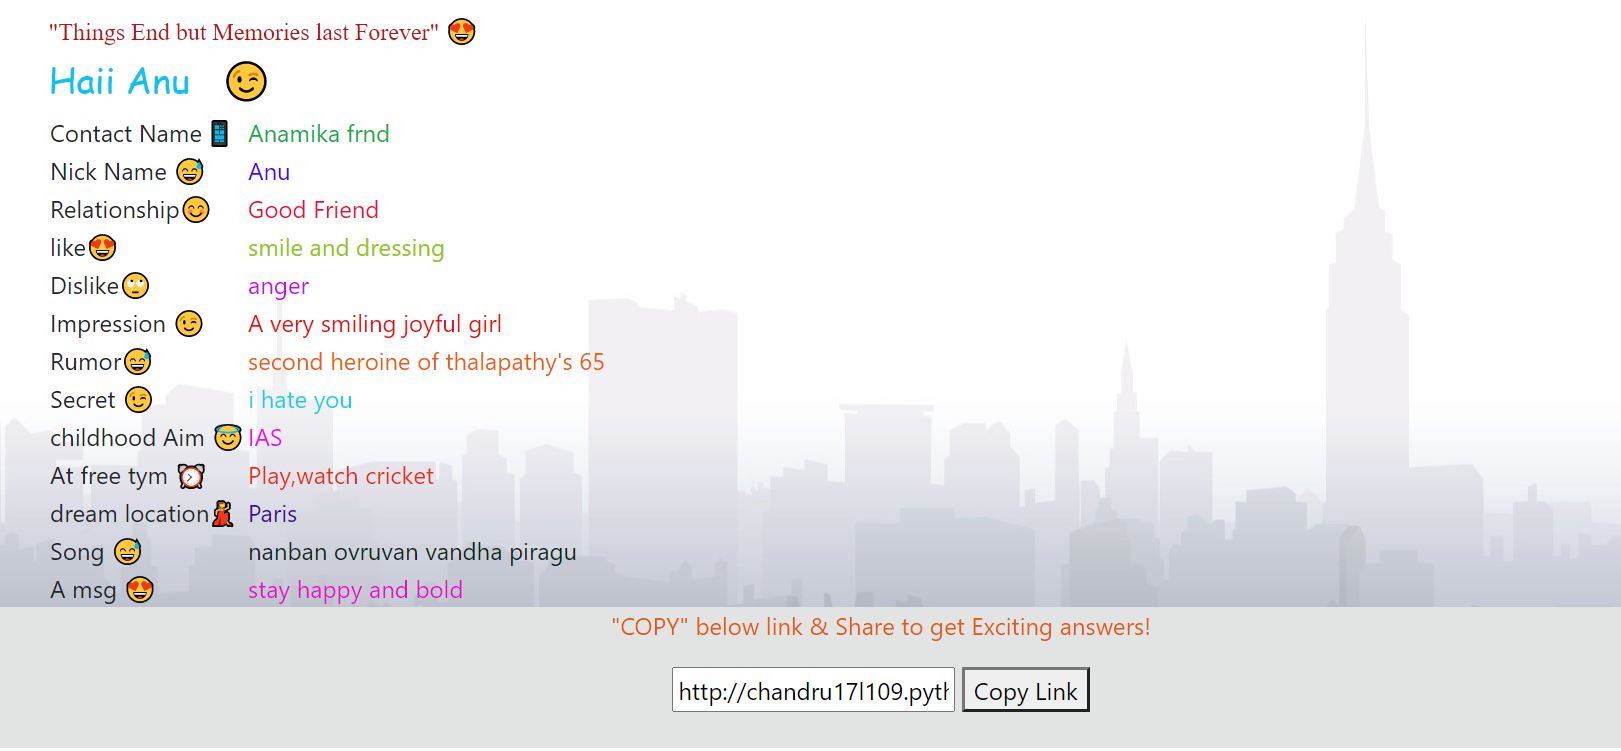 "Things End but Memories last Forever" 😍
Haii Anu 😉
Contact Name📱 Anamika frnd
Nick Name 😅 Anu
Relationship😊 Good Friend
like😍 smile and dressing
Dislike🙄 anger
Impression 😉 A very smiling joyful girl
Rumor😅 second heroine of thalapathy's 65
Secret 😉 i hate you
childhood Aim 😇 IAS
At free tym ⏰ Play,watch cricket
dream location💃 Paris
Song 😅 nanban ovruvan vandha piragu
A msg 😍 stay happy and bold
"COPY" below link & Share to get Exciting answers!
http://chandru17l109.pyth Copy Link